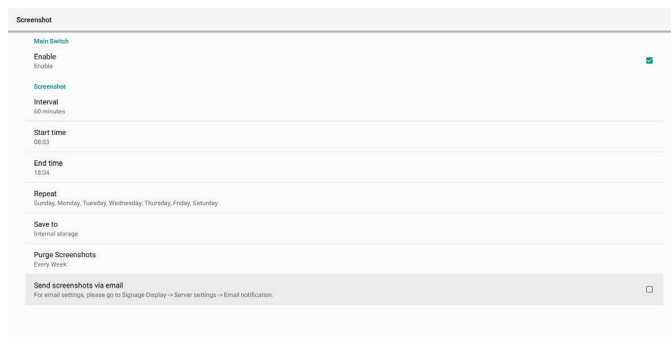 Screenshot
Main Switch
Enable
Enable
Screenshot
Interval
60 minutes
Start time
08:03
End time
18:04
Repeat
Sunday, Monday, Tuesday, Wednesday, Thursday, Friday, Saturday
Save to
Internal storage
Purge Screenshots
Every Week
Send screenshots via email
For email settings, please go to Signage Display -> Server settings -> Email notification.